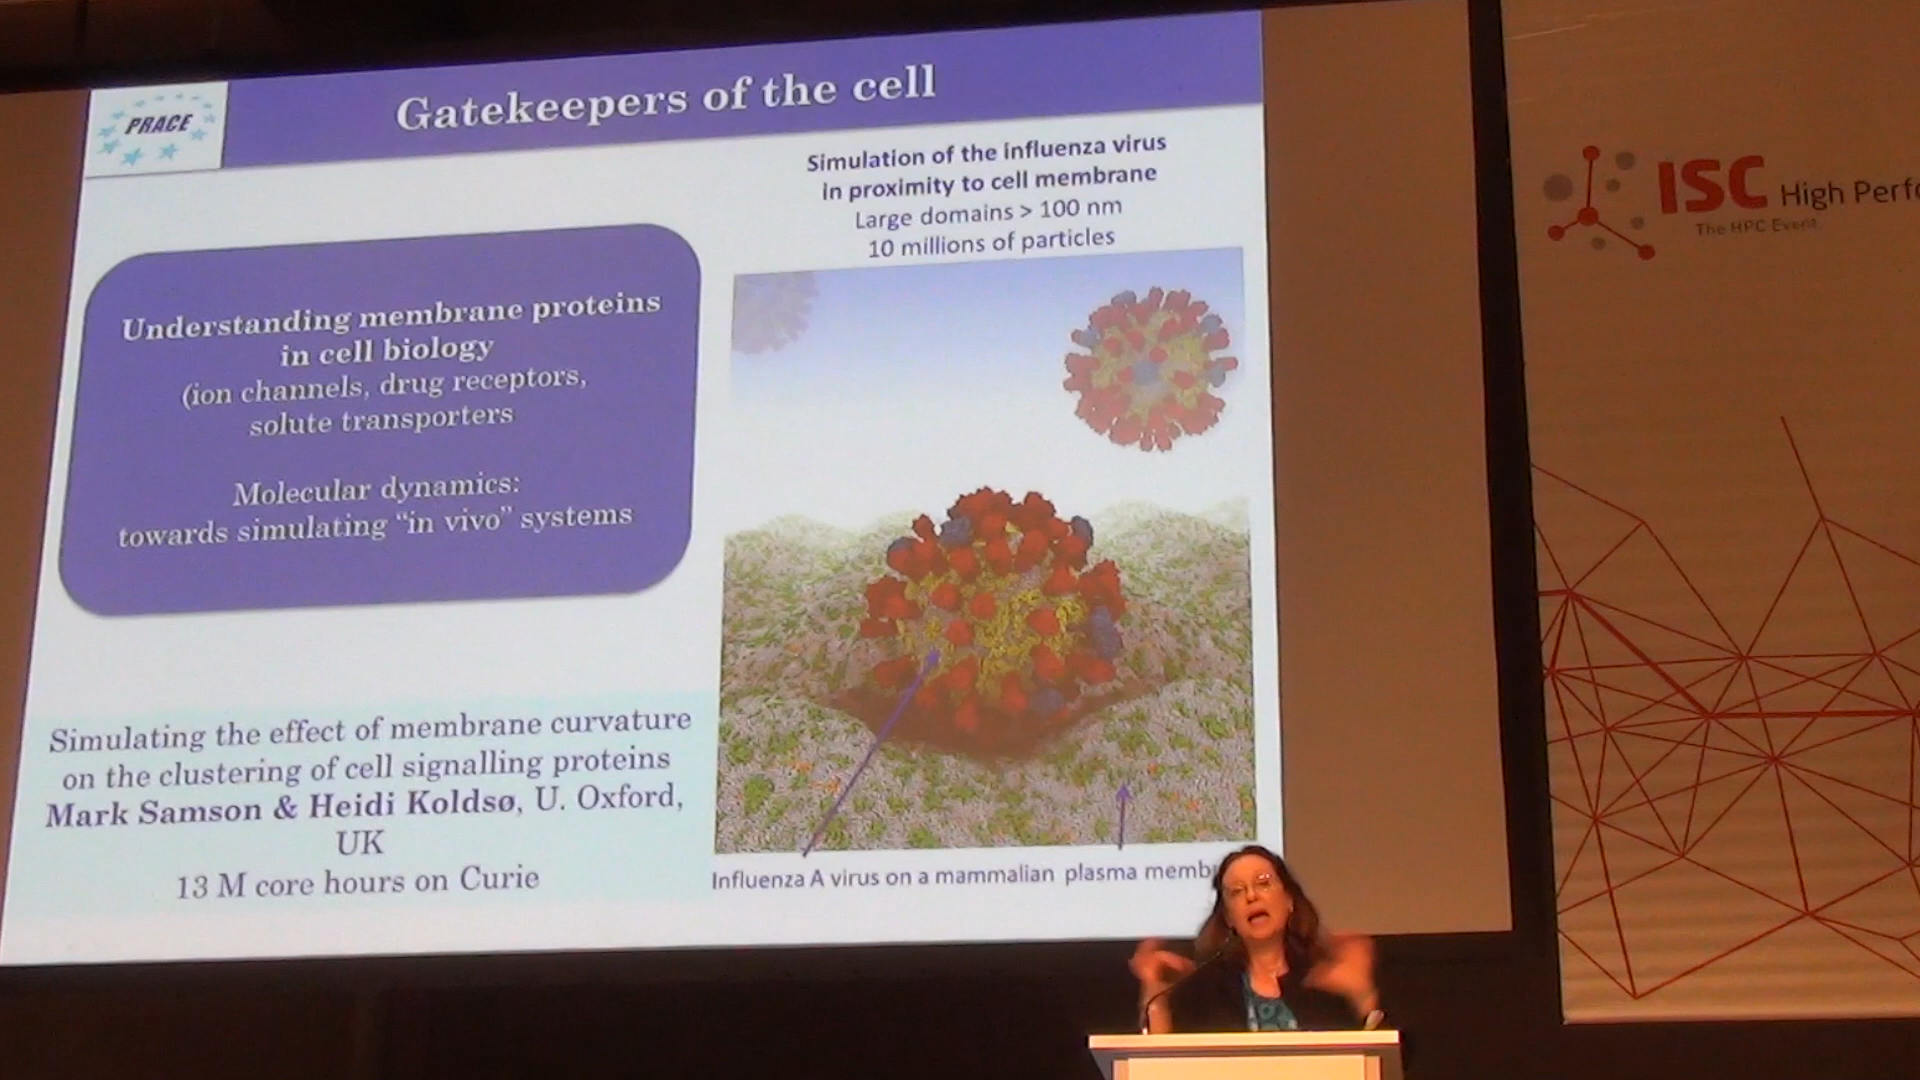 PRACE
Gatekeepers of the cell
Simulation of the influenza virus
in proximity to cell membrane
Large domains > 100 nm
10 millions of particles
Understanding membrane proteins
in cell biology
(ion channels, drug receptors,
solute transporters
Molecular dynamics:
towards simulating “in vivo” systems
Simulating the effect of membrane curvature
on the clustering of cell signalling proteins
Mark Samson & Heidi Koldsø, U. Oxford,
UK
13 M core hours on Curie
Influenza A virus on a mammalian plasma memb
ISC High Perfo
The HPC Event